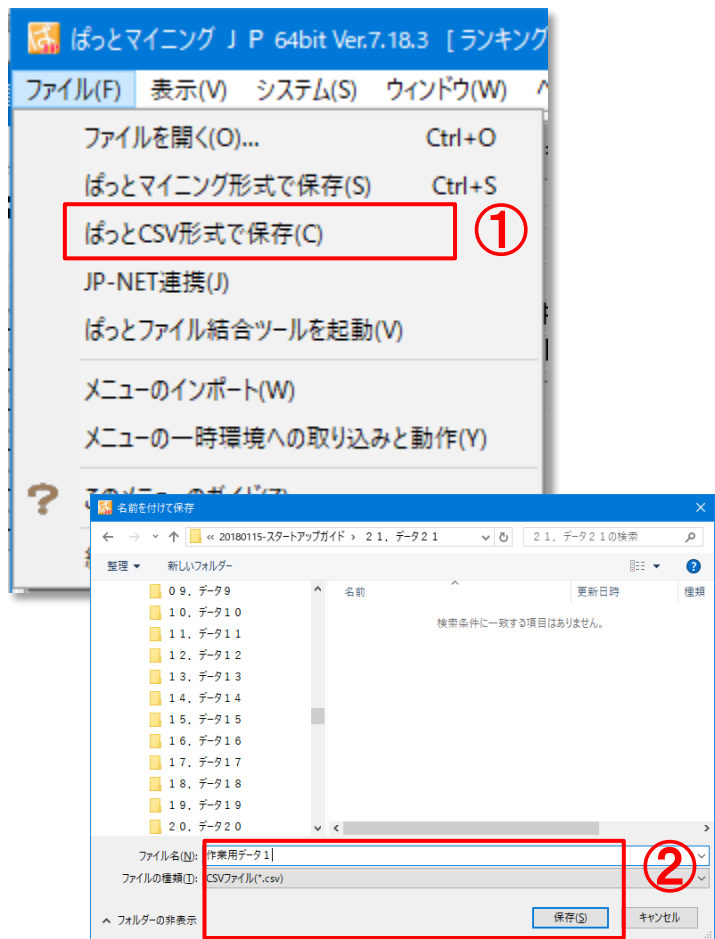 ぱっとマイニング J P 64bit Ver.7.18.3 [ ランキング
ファイル(F) 表示(V) システム(S) ウィンドウ(W)
ファイルを開く(O)... Ctrl+O
ぱっとマイニング形式で保存(S) Ctrl+S
ぱっとCSV形式で保存(C)
①
JP-NET連携(J)
ぱっとファイル結合ツールを起動(V)
メニューのインポート(W)
メニューの一時環境への取り込みと動作(Y)
名前を付けて保存
« 20180115-スタートアップガイド › 21．データ21
21．データ21の検索
整理 新しいフォルダー
名前 更新日時 種類
検索条件に一致する項目はありません。
09．データ9
10．データ10
11．データ11
12．データ12
13．データ13
14．データ14
15．データ15
16．データ16
17．データ17
18．データ18
19．データ19
20．データ20
ファイル名(N): 作業用データ1
ファイルの種類(T): CSVファイル(*.csv)
②
フォルダーの非表示 保存(S) キャンセル